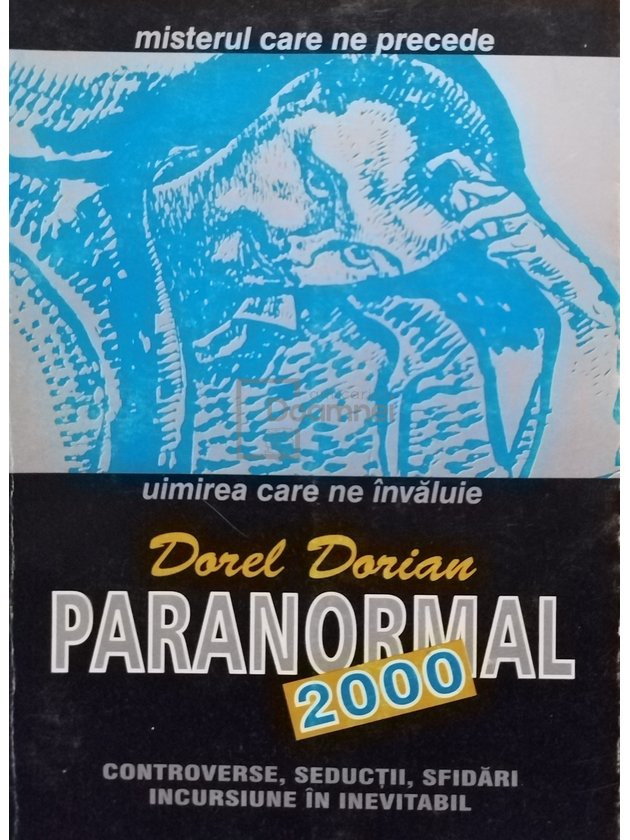 misterul care ne precede
uimirea care ne învăluie
Dorel Dorian
PARANORMAL
2000
CONTROVERSE, SEDUCȚII, SFIDĂRI
INCURSIUNE ÎN INEVITABIL